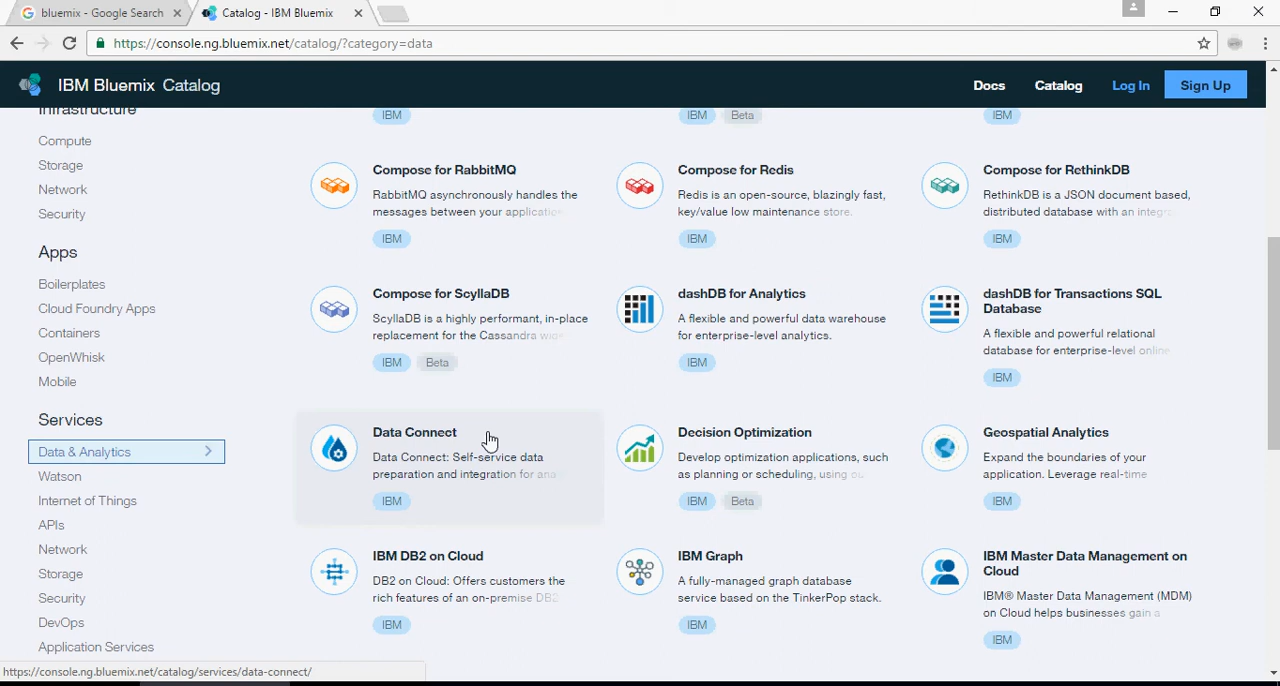 bluemix - Google Search
Catalog - IBM Bluemix
https://console.ng.bluemix.net/catalog/?category=data
IBM Bluemix Catalog
Docs
Catalog
Log In
Sign Up
Infrastructure
Compute
Storage
Network
Security
Apps
Boilerplates
Cloud Foundry Apps
Containers
OpenWhisk
Mobile
Services
Data & Analytics
Watson
Internet of Things
APIs
Network
Storage
Security
DevOps
Application Services
IBM
IBM Beta
IBM
Compose for RabbitMQ
RabbitMQ asynchronously handles the
messages between your applicatio
IBM
Compose for Redis
Redis is an open-source, blazingly fast,
key/value low maintenance store.
IBM
Compose for RethinkDB
RethinkDB is a JSON document based,
distributed database with an integr
IBM
Compose for ScyllaDB
ScyllaDB is a highly performant, in-place
replacement for the Cassandra wid
IBM Beta
dashDB for Analytics
A flexible and powerful data warehouse
for enterprise-level analytics.
IBM
dashDB for Transactions SQL
Database
A flexible and powerful relational
database for enterprise-level online
IBM
Data Connect
Data Connect: Self-service data
preparation and integration for ana
IBM
Decision Optimization
Develop optimization applications, such
as planning or scheduling, using ou
IBM Beta
Geospatial Analytics
Expand the boundaries of your
application. Leverage real-time
IBM
IBM DB2 on Cloud
DB2 on Cloud: Offers customers the
rich features of an on-premise DB2
IBM
IBM Graph
A fully-managed graph database
service based on the TinkerPop stack.
IBM
IBM Master Data Management on
Cloud
IBM® Master Data Management (MDM)
on Cloud helps businesses gain a
IBM
https://console.ng.bluemix.net/catalog/services/data-connect/